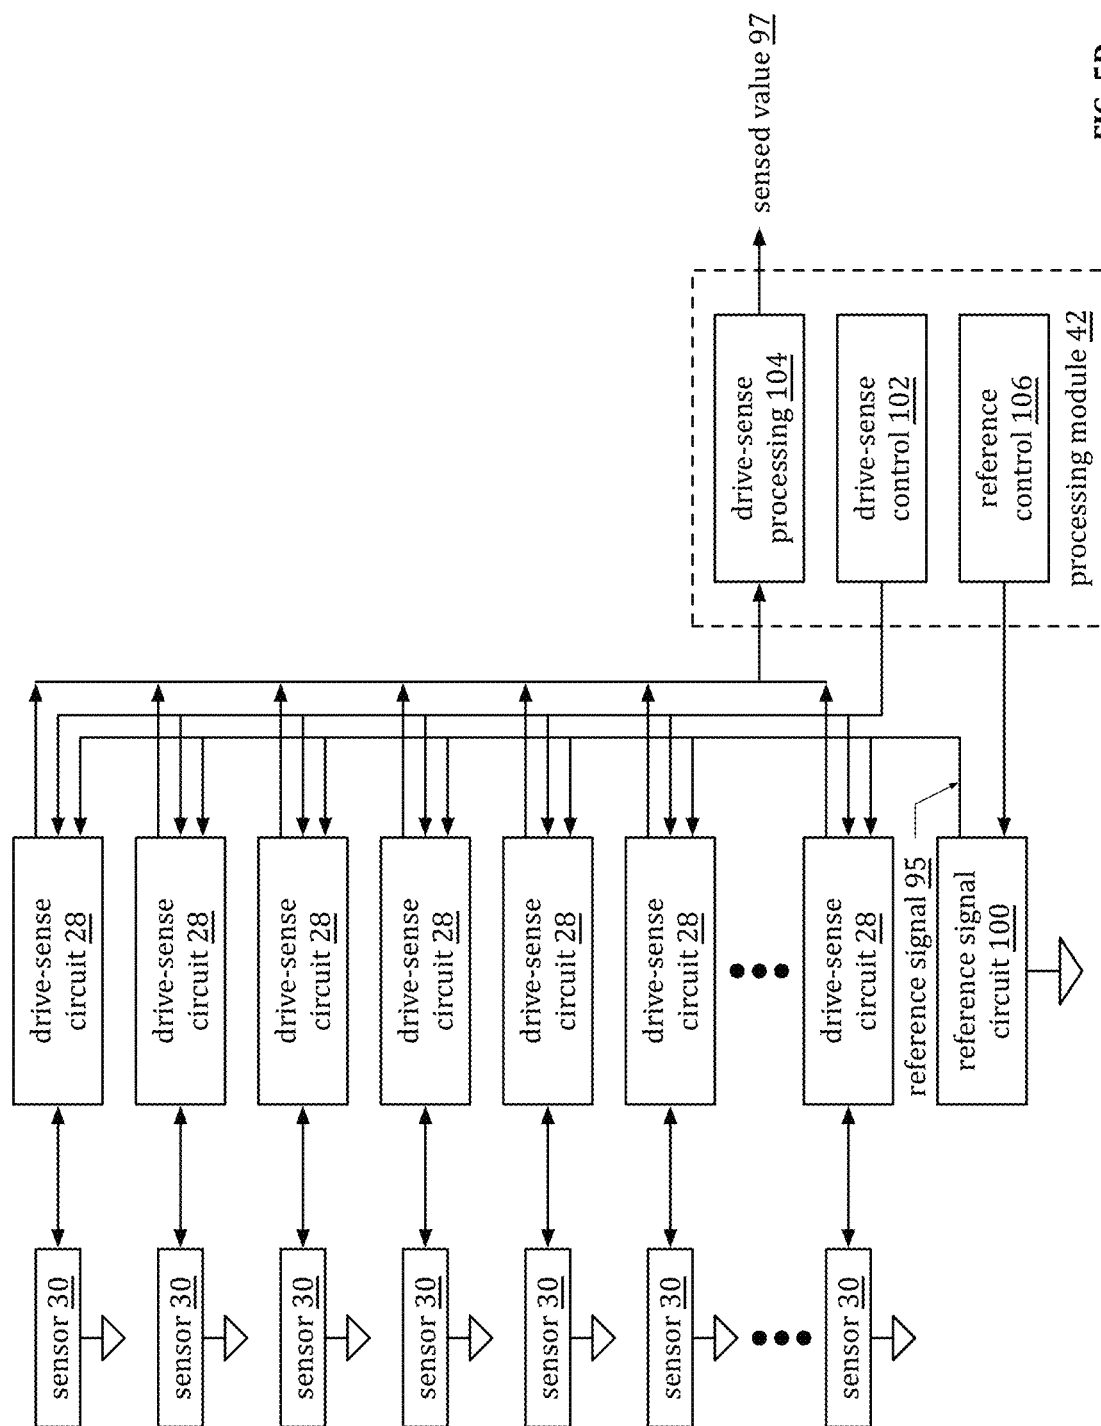 sensor 30
drive-sense
circuit 28
sensor 30
drive-sense
circuit 28
sensor 30
drive-sense
circuit 28
sensor 30
drive-sense
circuit 28
sensor 30
drive-sense
circuit 28
sensor 30
drive-sense
circuit 28
sensor 30
drive-sense
circuit 28
reference signal 95
reference signal
circuit 100
drive-sense
processing 104
sensed value 97
drive-sense
control 102
reference
control 106
processing module 42
FIG.